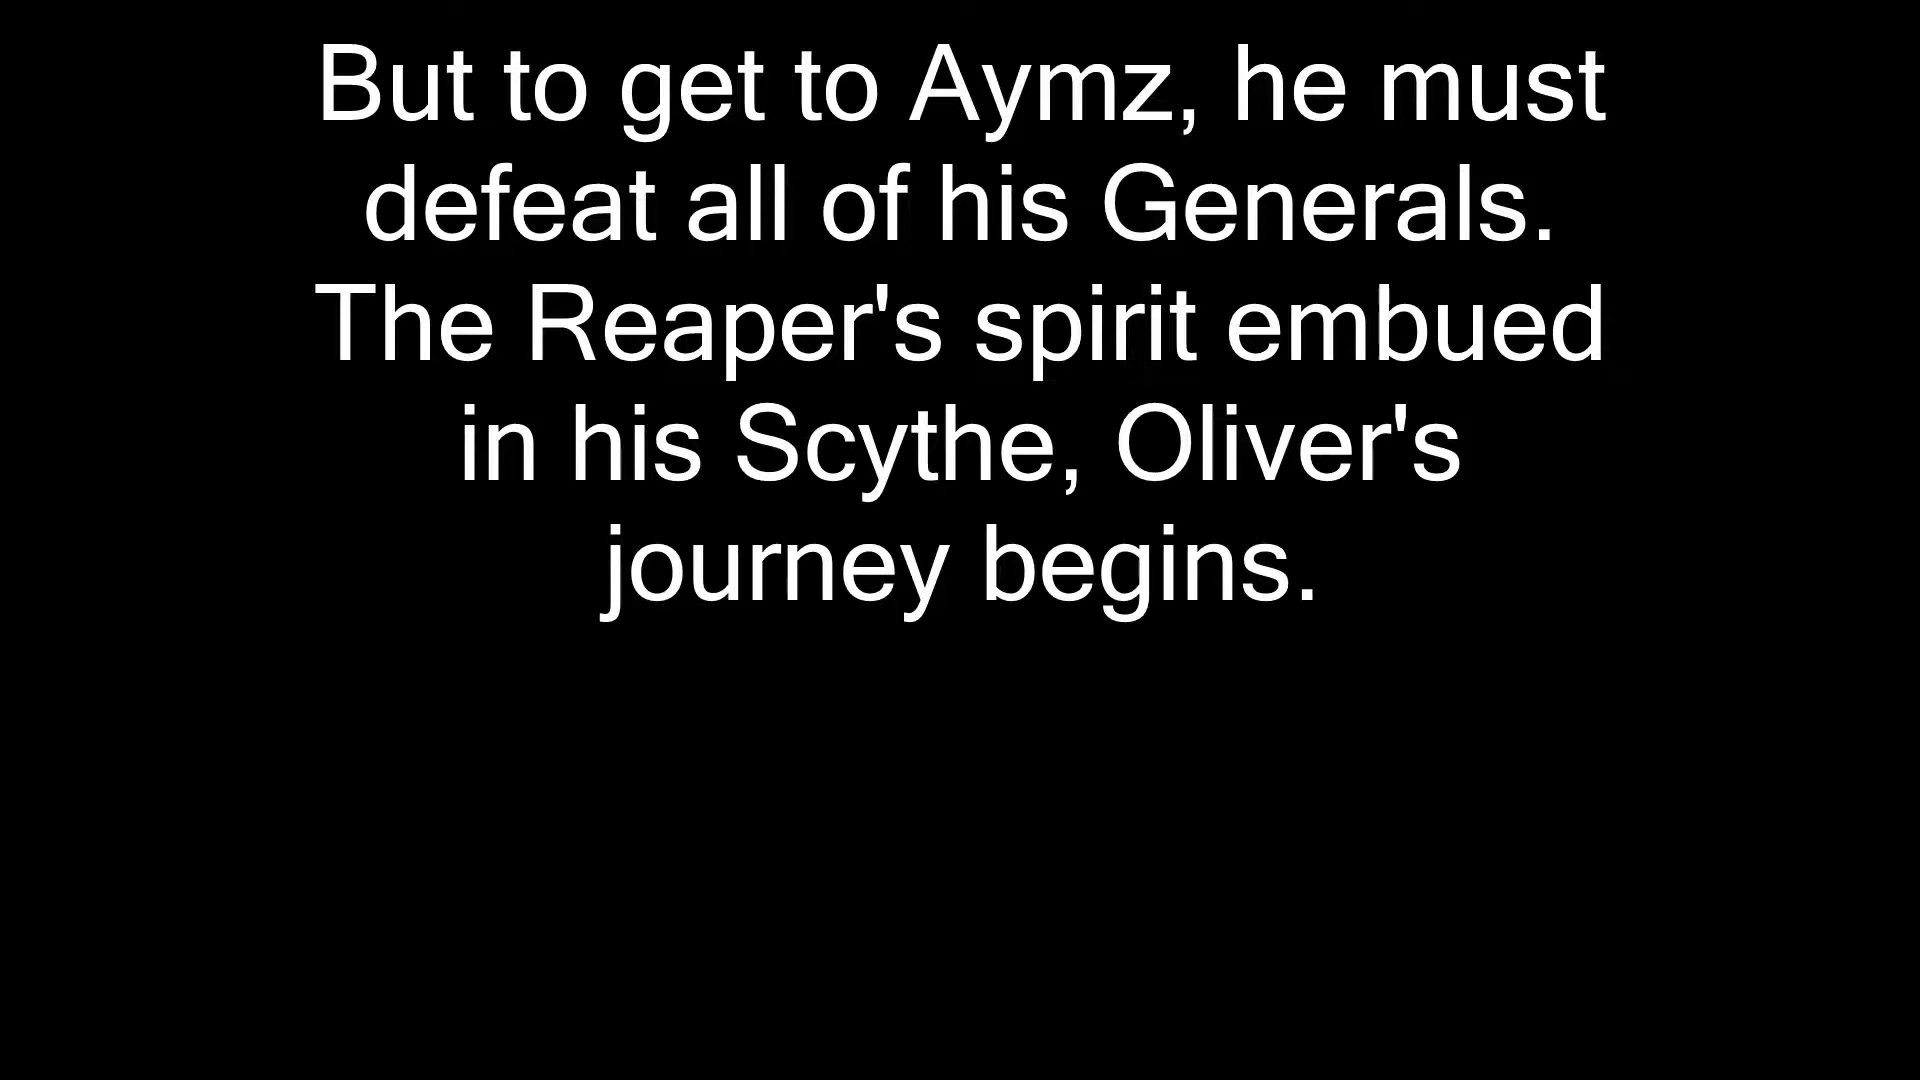 But to get to Aymz, he must
defeat all of his Generals.
The Reaper's spirit embued
in his Scythe, Oliver's
journey begins.